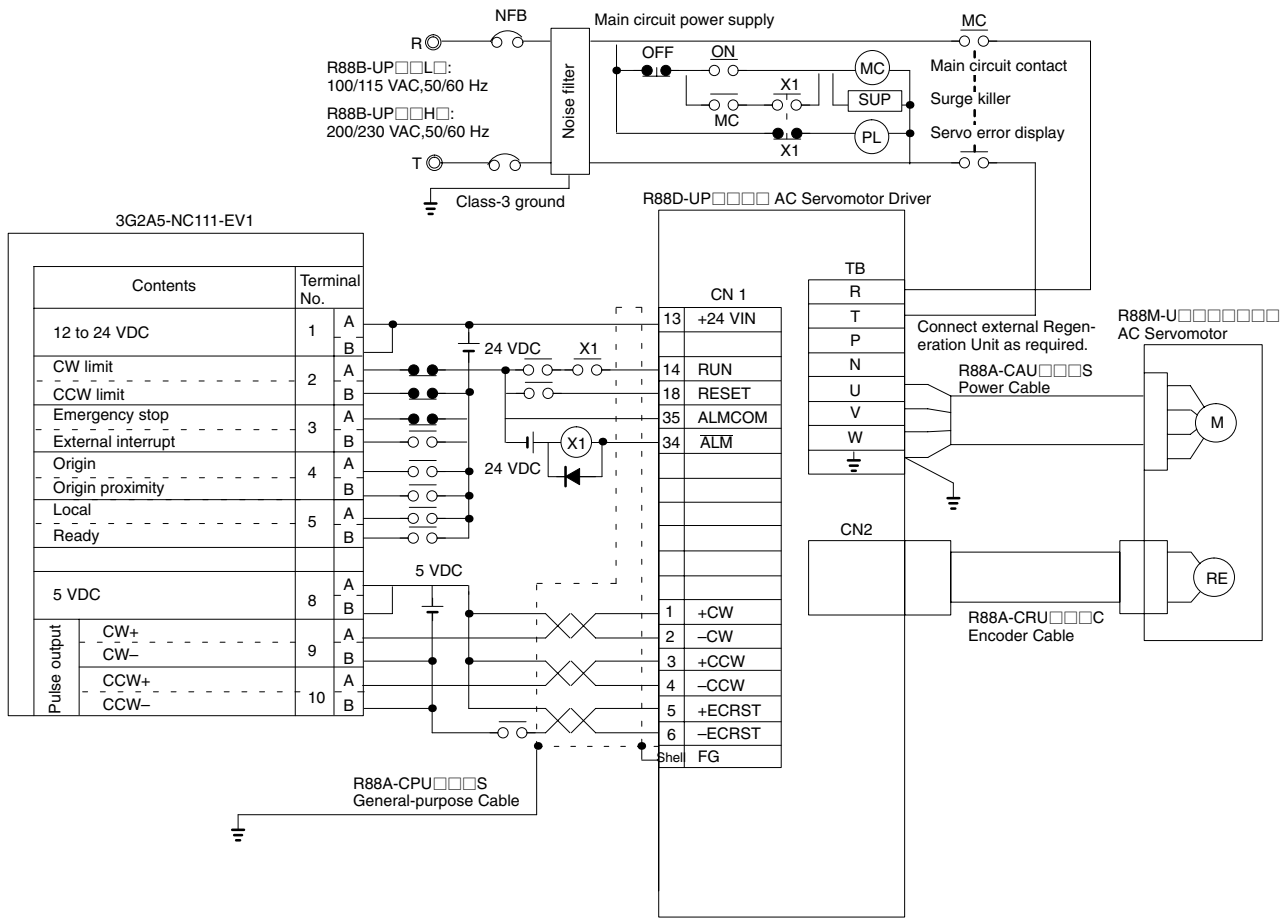 NFB
Main circuit power supply
MC
R
OFF
ON
MC
Main circuit contact
R88B-UP□□L□:
100/115 VAC,50/60 Hz
X1
SUP
Surge killer
Noise filter
R88B-UP□□H□:
200/230 VAC,50/60 Hz
MC
PL
Servo error display
X1
T
Class-3 ground
R88D-UP□□□□ AC Servomotor Driver
3G2A5-NC111-EV1
Contents
Terminal
No.
12 to 24 VDC
1
A
B
CW limit
2
A
CCW limit
B
Emergency stop
3
A
External interrupt
B
Origin
4
A
Origin proximity
B
Local
5
A
Ready
B
5 VDC
8
A
B
Pulse output
CW+
9
A
CW–
B
CCW+
10
A
CCW–
B
24 VDC
X1
X1
24 VDC
5 VDC
CN 1
13 +24 VIN
14 RUN
18 RESET
35 ALMCOM
34 ALM
1 +CW
2 –CW
3 +CCW
4 –CCW
5 +ECRST
6 –ECRST
Shell FG
TB
R
T
P
N
U
V
W
CN2
Connect external Regen-
eration Unit as required.
R88A-CAU□□□S
Power Cable
R88M-U□□□□□□□
AC Servomotor
M
RE
R88A-CRU□□□C
Encoder Cable
R88A-CPU□□□S
General-purpose Cable